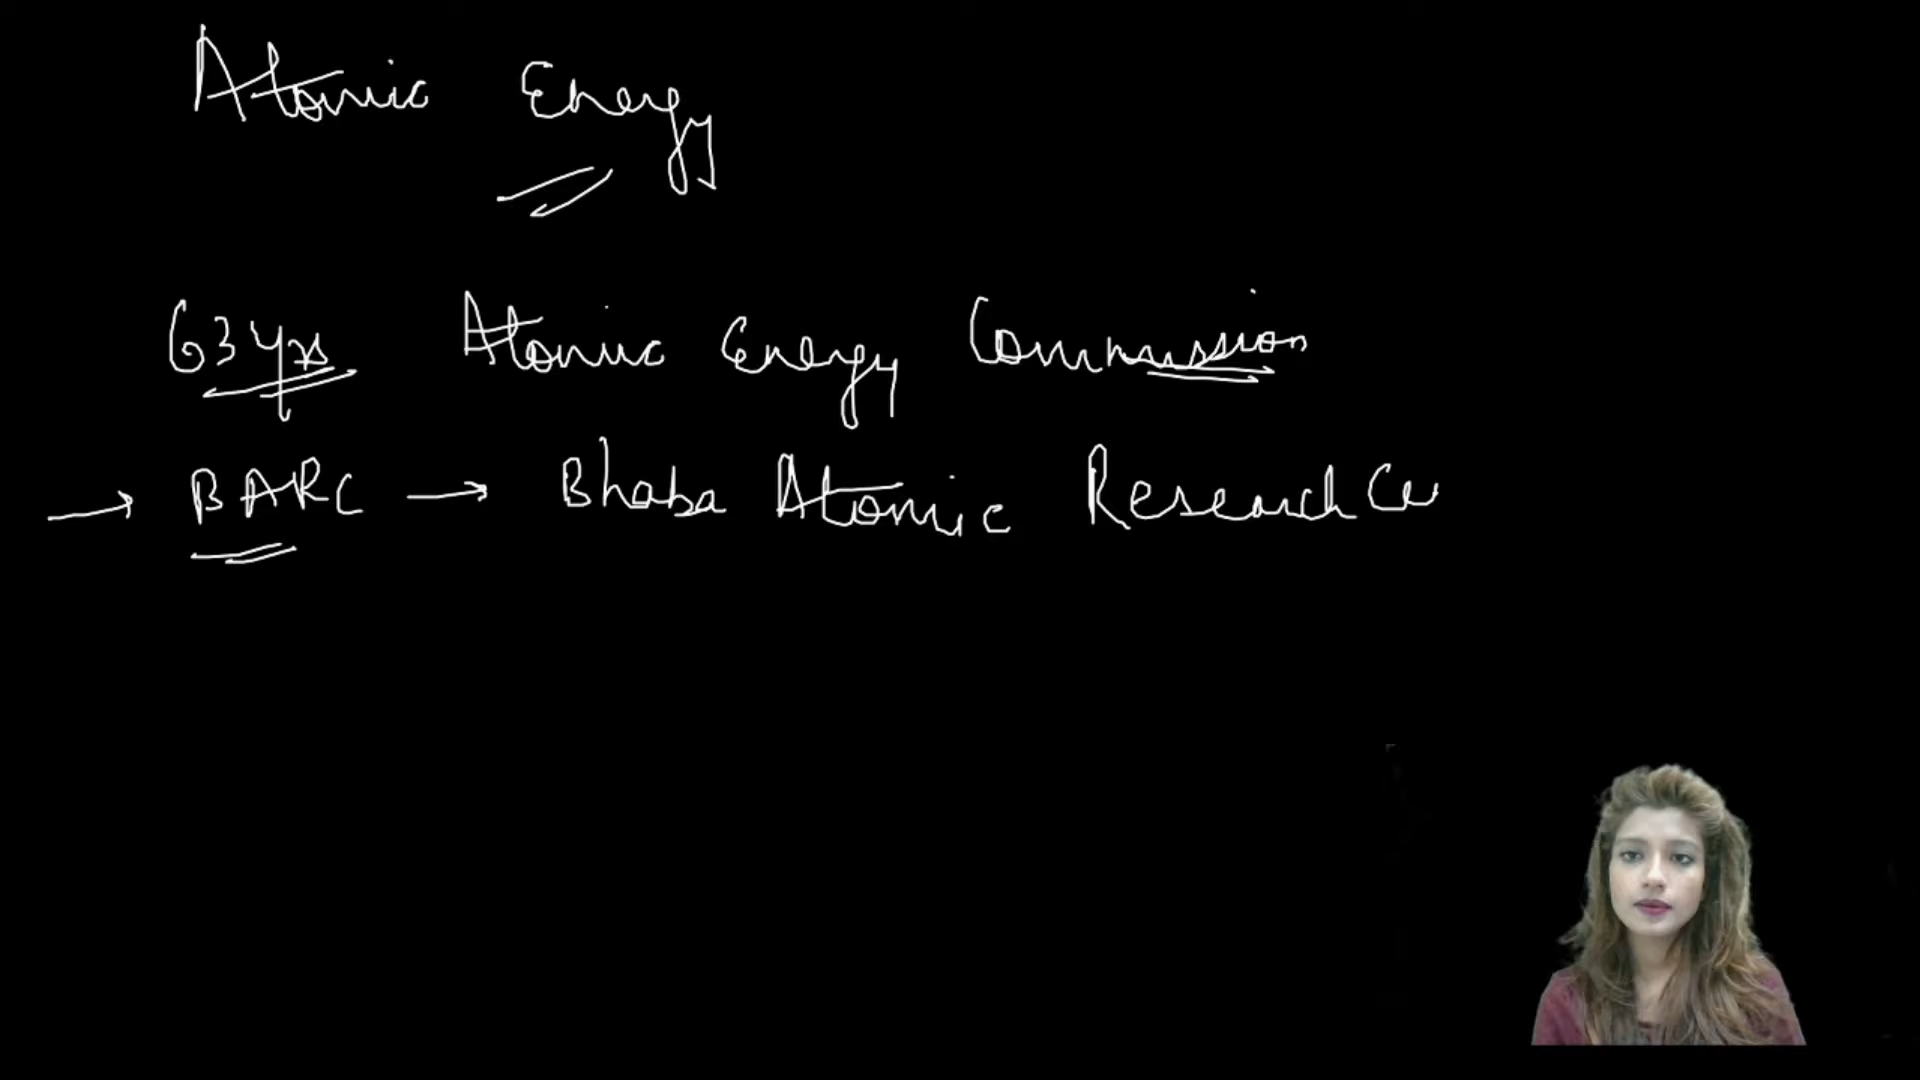 Atomic Energy
63 yrs Atomic Energy Commission
→ BARC → Bhaba Atomic Research Ce